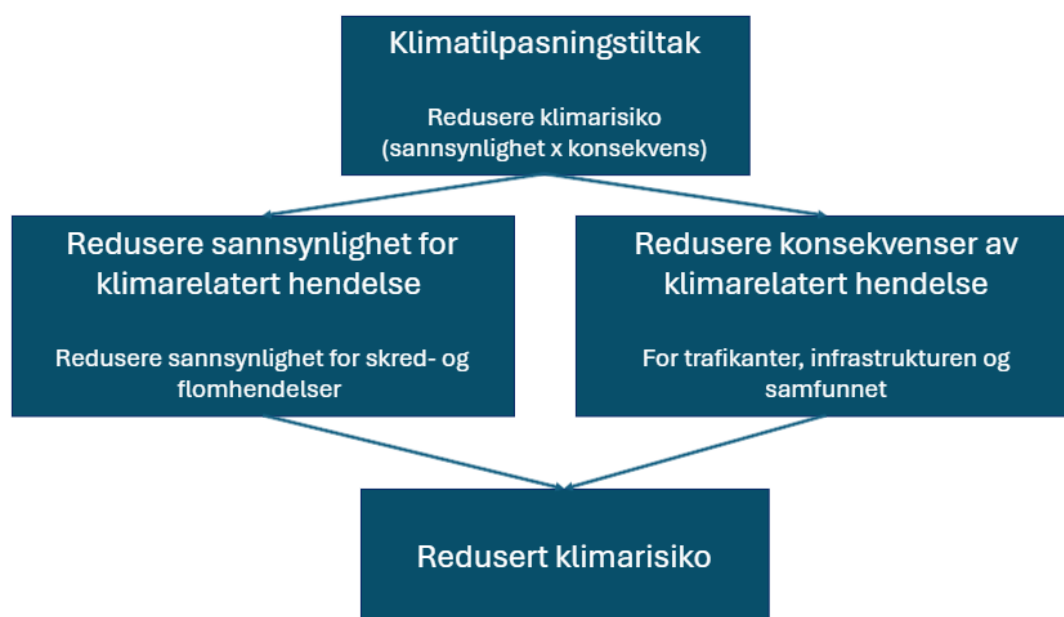 Klimatilpasningstiltak
Redusere klimarisiko
(sannsynlighet x konsekvens)
Redusere sannsynlighet for
klimarelatert hendelse
Redusere sannsynlighet for skred- og
flomhendelser
Redusere konsekvenser av
klimarelatert hendelse
For trafikanter, infrastrukturen og
samfunnet
Redusert klimarisiko